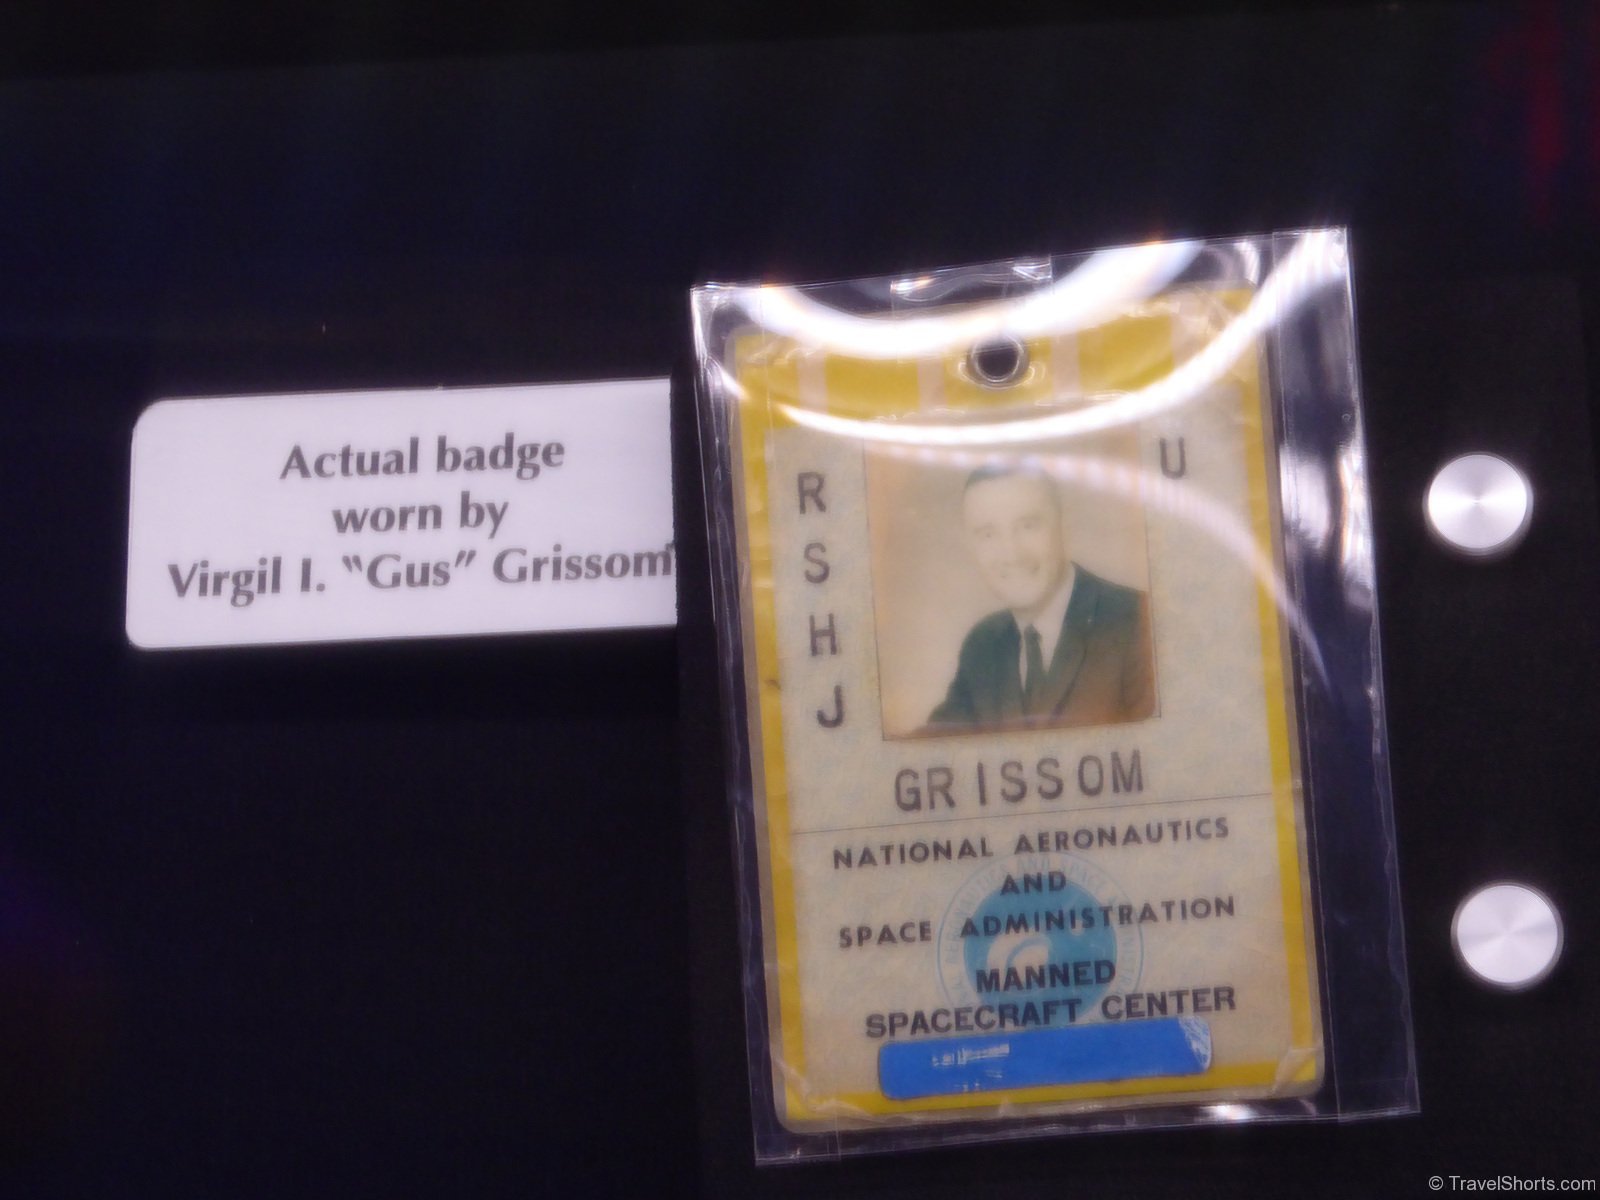 Actual badge
worn by
Virgil I. “Gus” Grissom
R
U
S
H
J
GRISSOM
NATIONAL AERONAUTICS
AND
SPACE ADMINISTRATION
MANNED
SPACECRAFT CENTER
© TravelShorts.com